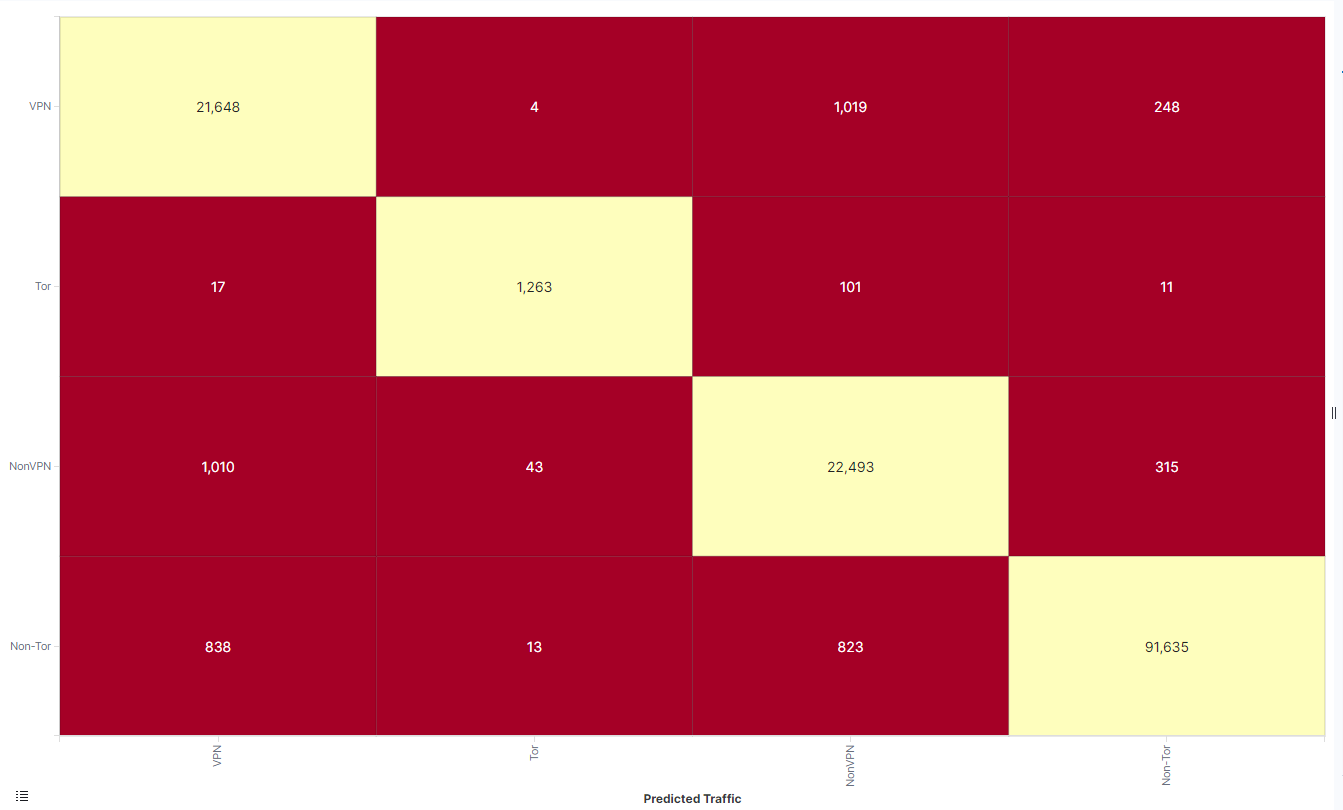 VPN 21,648 4 1,019 248
Tor 17 1,263 101 11
NonVPN 1,010 43 22,493 315
Non-Tor 838 13 823 91,635
VPN Tor NonVPN Non-Tor
Predicted Traffic